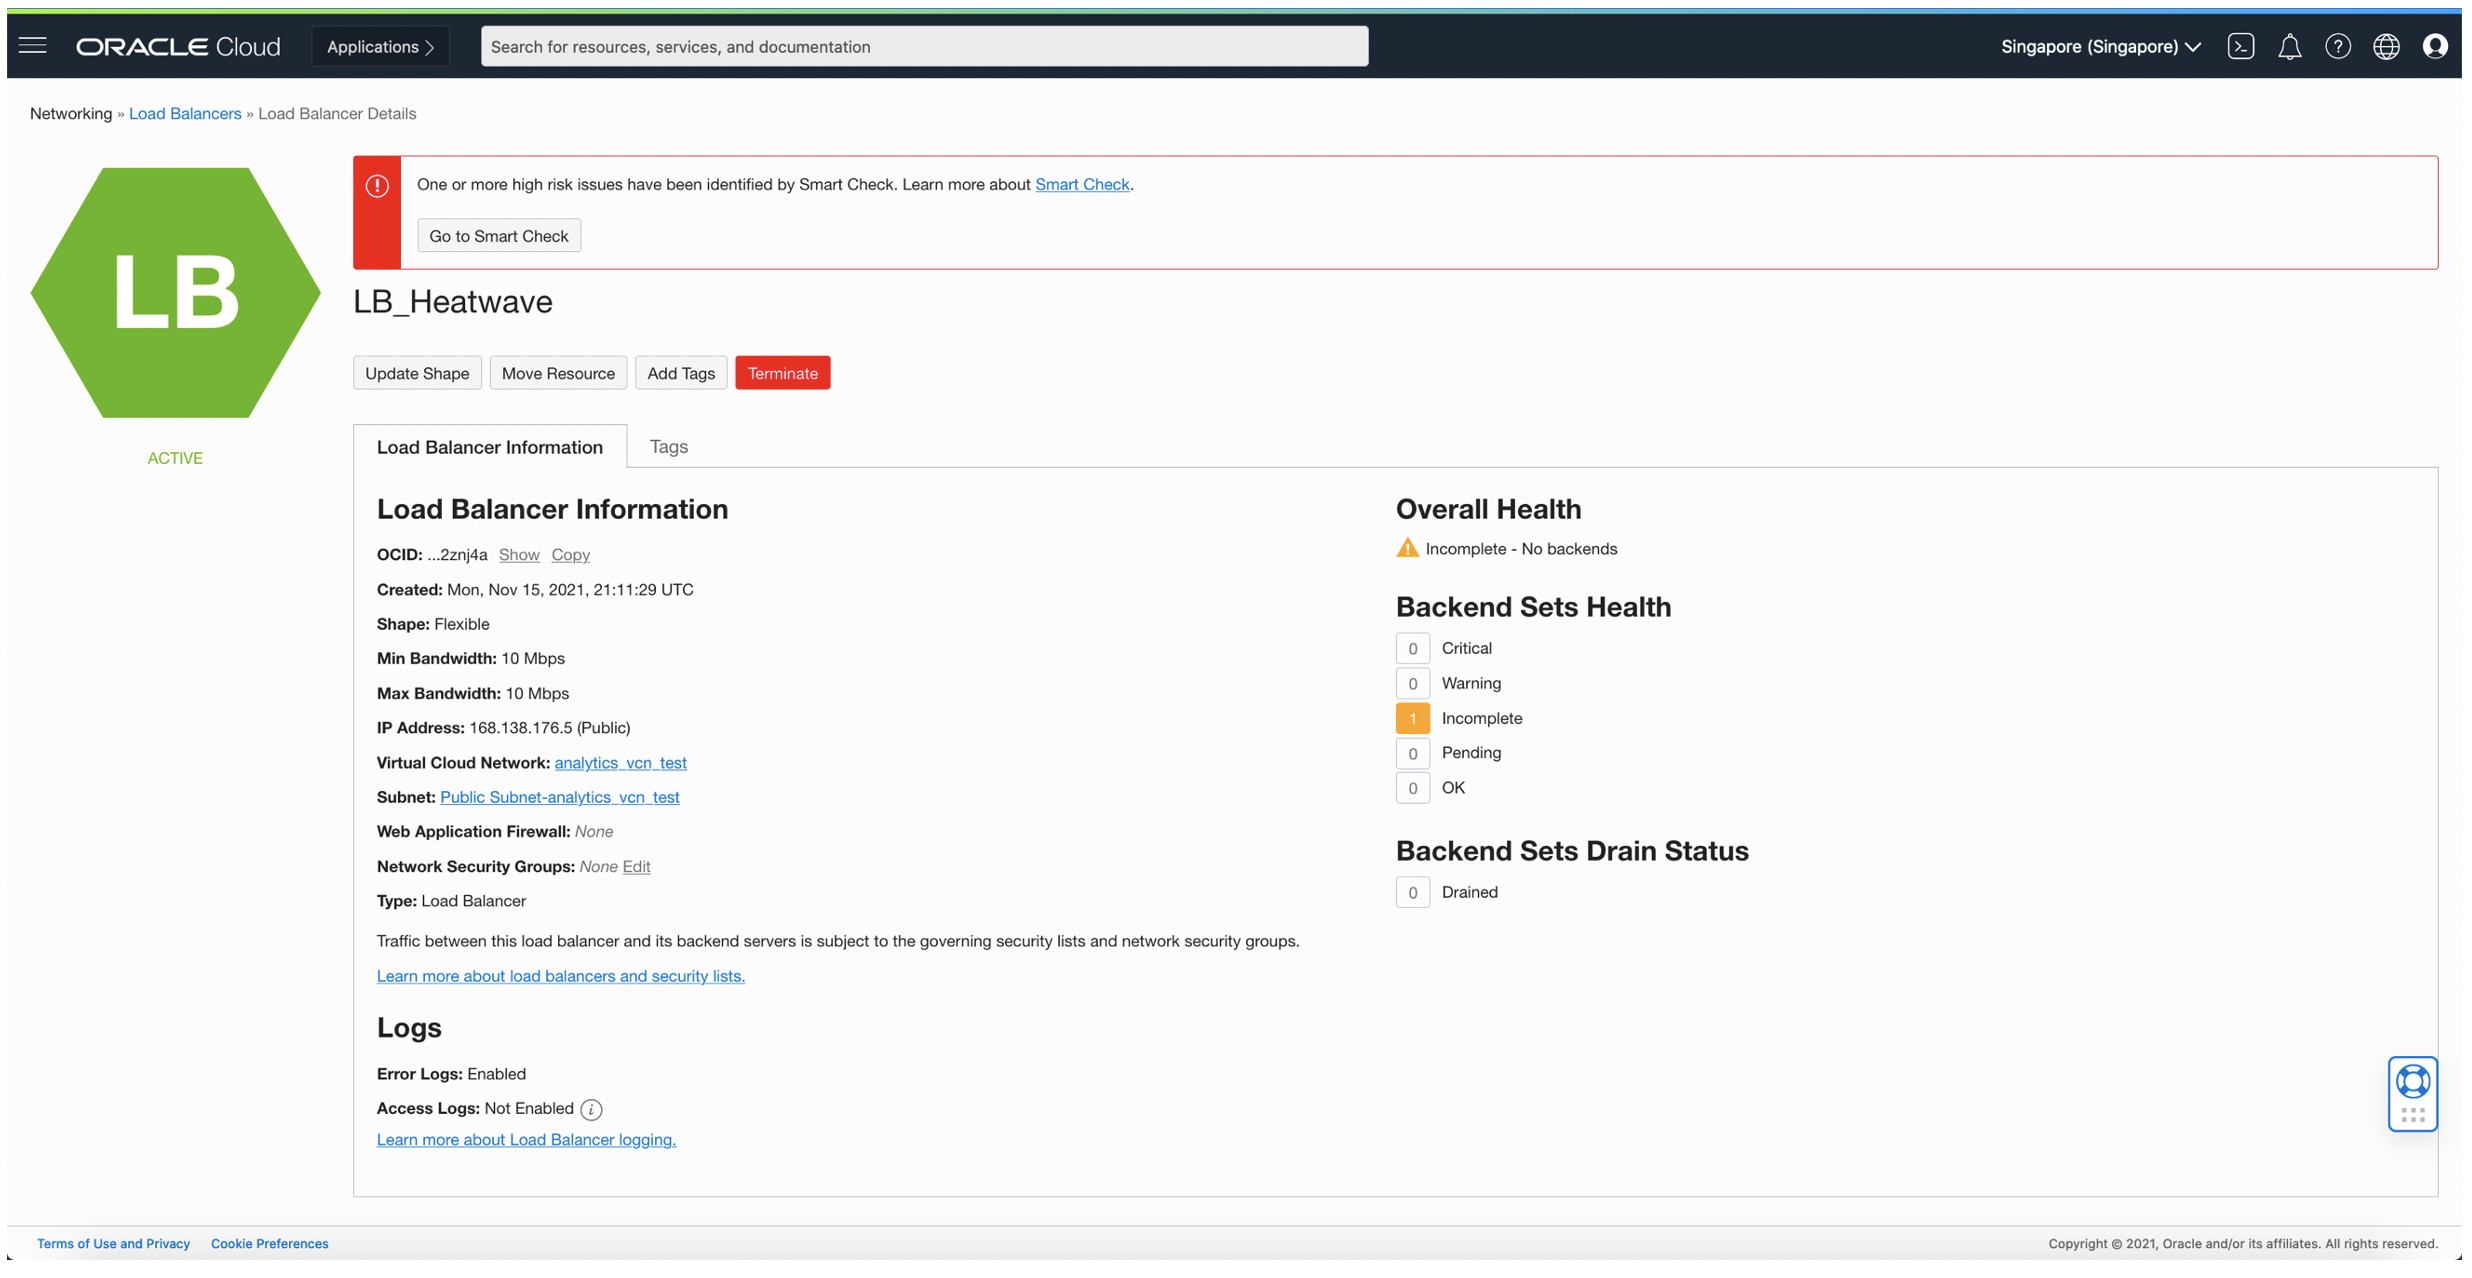 ORACLE Cloud
Applications
Search for resources, services, and documentation
Singapore (Singapore)
Networking » Load Balancers » Load Balancer Details
LB
ACTIVE
One or more high risk issues have been identified by Smart Check. Learn more about Smart Check.
Go to Smart Check
LB_Heatwave
Update Shape
Move Resource
Add Tags
Terminate
Load Balancer Information
Tags
Load Balancer Information
OCID: ...2znj4a Show Copy
Created: Mon, Nov 15, 2021, 21:11:29 UTC
Shape: Flexible
Min Bandwidth: 10 Mbps
Max Bandwidth: 10 Mbps
IP Address: 168.138.176.5 (Public)
Virtual Cloud Network: analytics_vcn_test
Subnet: Public Subnet-analytics_vcn_test
Web Application Firewall: None
Network Security Groups: None Edit
Type: Load Balancer
Traffic between this load balancer and its backend servers is subject to the governing security lists and network security groups.
Learn more about load balancers and security lists.
Logs
Error Logs: Enabled
Access Logs: Not Enabled i
Learn more about Load Balancer logging.
Overall Health
Incomplete - No backends
Backend Sets Health
0 Critical
0 Warning
1 Incomplete
0 Pending
0 OK
Backend Sets Drain Status
0 Drained
Terms of Use and Privacy
Cookie Preferences
Copyright © 2021, Oracle and/or its affiliates. All rights reserved.